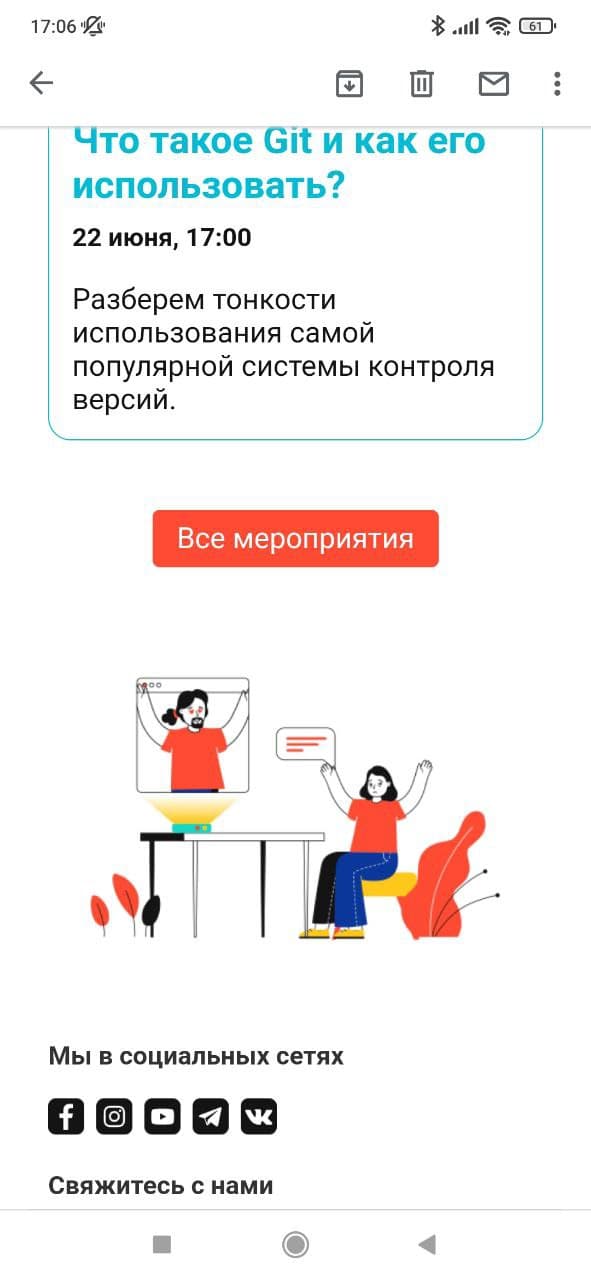 17:06
61
Что такое Git и как его
использовать?
22 июня, 17:00
Разберем тонкости
использования самой
популярной системы контроля
версий.
Все мероприятия
Мы в социальных сетях
Свяжитесь с нами